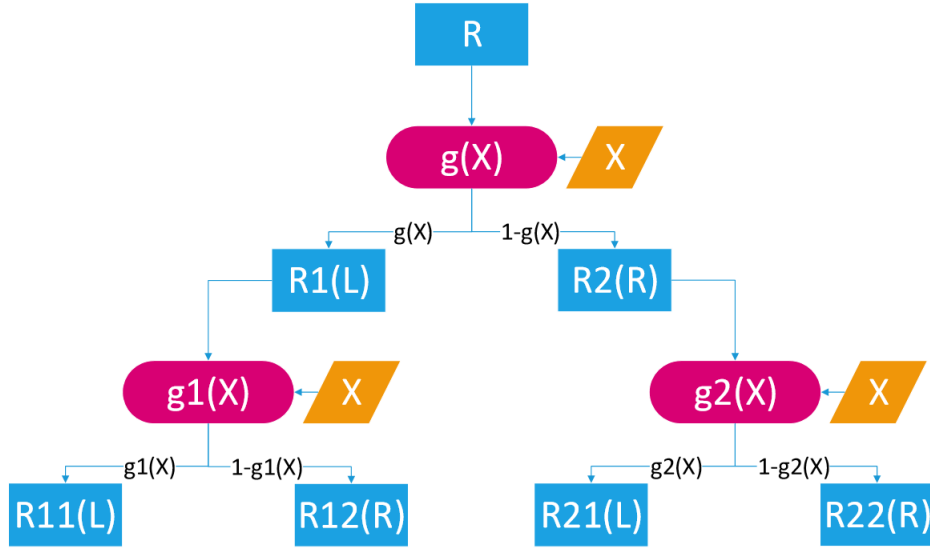 R
g(X)
X
g(X)
1-g(X)
R1(L)
R2(R)
g1(X)
X
g2(X)
X
g1(X)
1-g1(X)
g2(X)
1-g2(X)
R11(L)
R12(R)
R21(L)
R22(R)